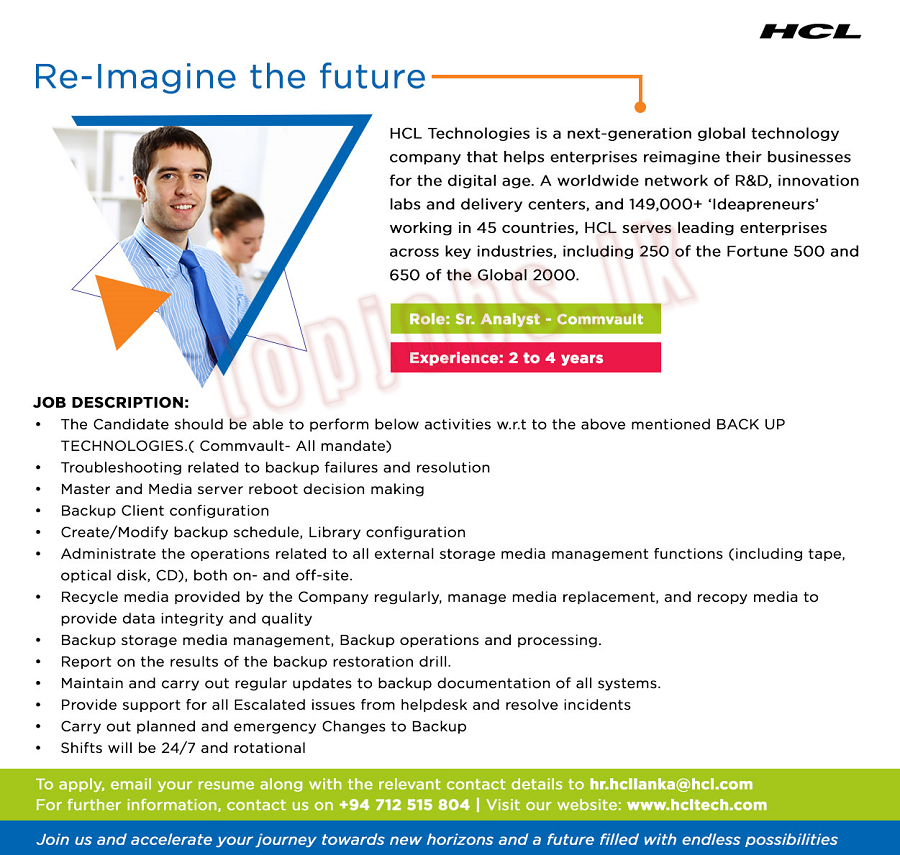 HCL
Re-Imagine the future
HCL Technologies is a next-generation global technology
company that helps enterprises reimagine their businesses
for the digital age. A worldwide network of R&D, innovation
labs and delivery centers, and 149,000+ ‘Ideapreneurs’
working in 45 countries, HCL serves leading enterprises
across key industries, including 250 of the Fortune 500 and
650 of the Global 2000.
Role: Sr. Analyst - Commvault
Experience: 2 to 4 years
topjobs.lk
JOB DESCRIPTION:
• The Candidate should be able to perform below activities w.r.t to the above mentioned BACK UP
TECHNOLOGIES.( Commvault- All mandate)
• Troubleshooting related to backup failures and resolution
• Master and Media server reboot decision making
• Backup Client configuration
• Create/Modify backup schedule, Library configuration
• Administrate the operations related to all external storage media management functions (including tape,
optical disk, CD), both on- and off-site.
• Recycle media provided by the Company regularly, manage media replacement, and recopy media to
provide data integrity and quality
• Backup storage media management, Backup operations and processing.
• Report on the results of the backup restoration drill.
• Maintain and carry out regular updates to backup documentation of all systems.
• Provide support for all Escalated issues from helpdesk and resolve incidents
• Carry out planned and emergency Changes to Backup
• Shifts will be 24/7 and rotational
To apply, email your resume along with the relevant contact details to hr.hcllanka@hcl.com
For further information, contact us on +94 712 515 804 | Visit our website: www.hcltech.com
Join us and accelerate your journey towards new horizons and a future filled with endless possibilities